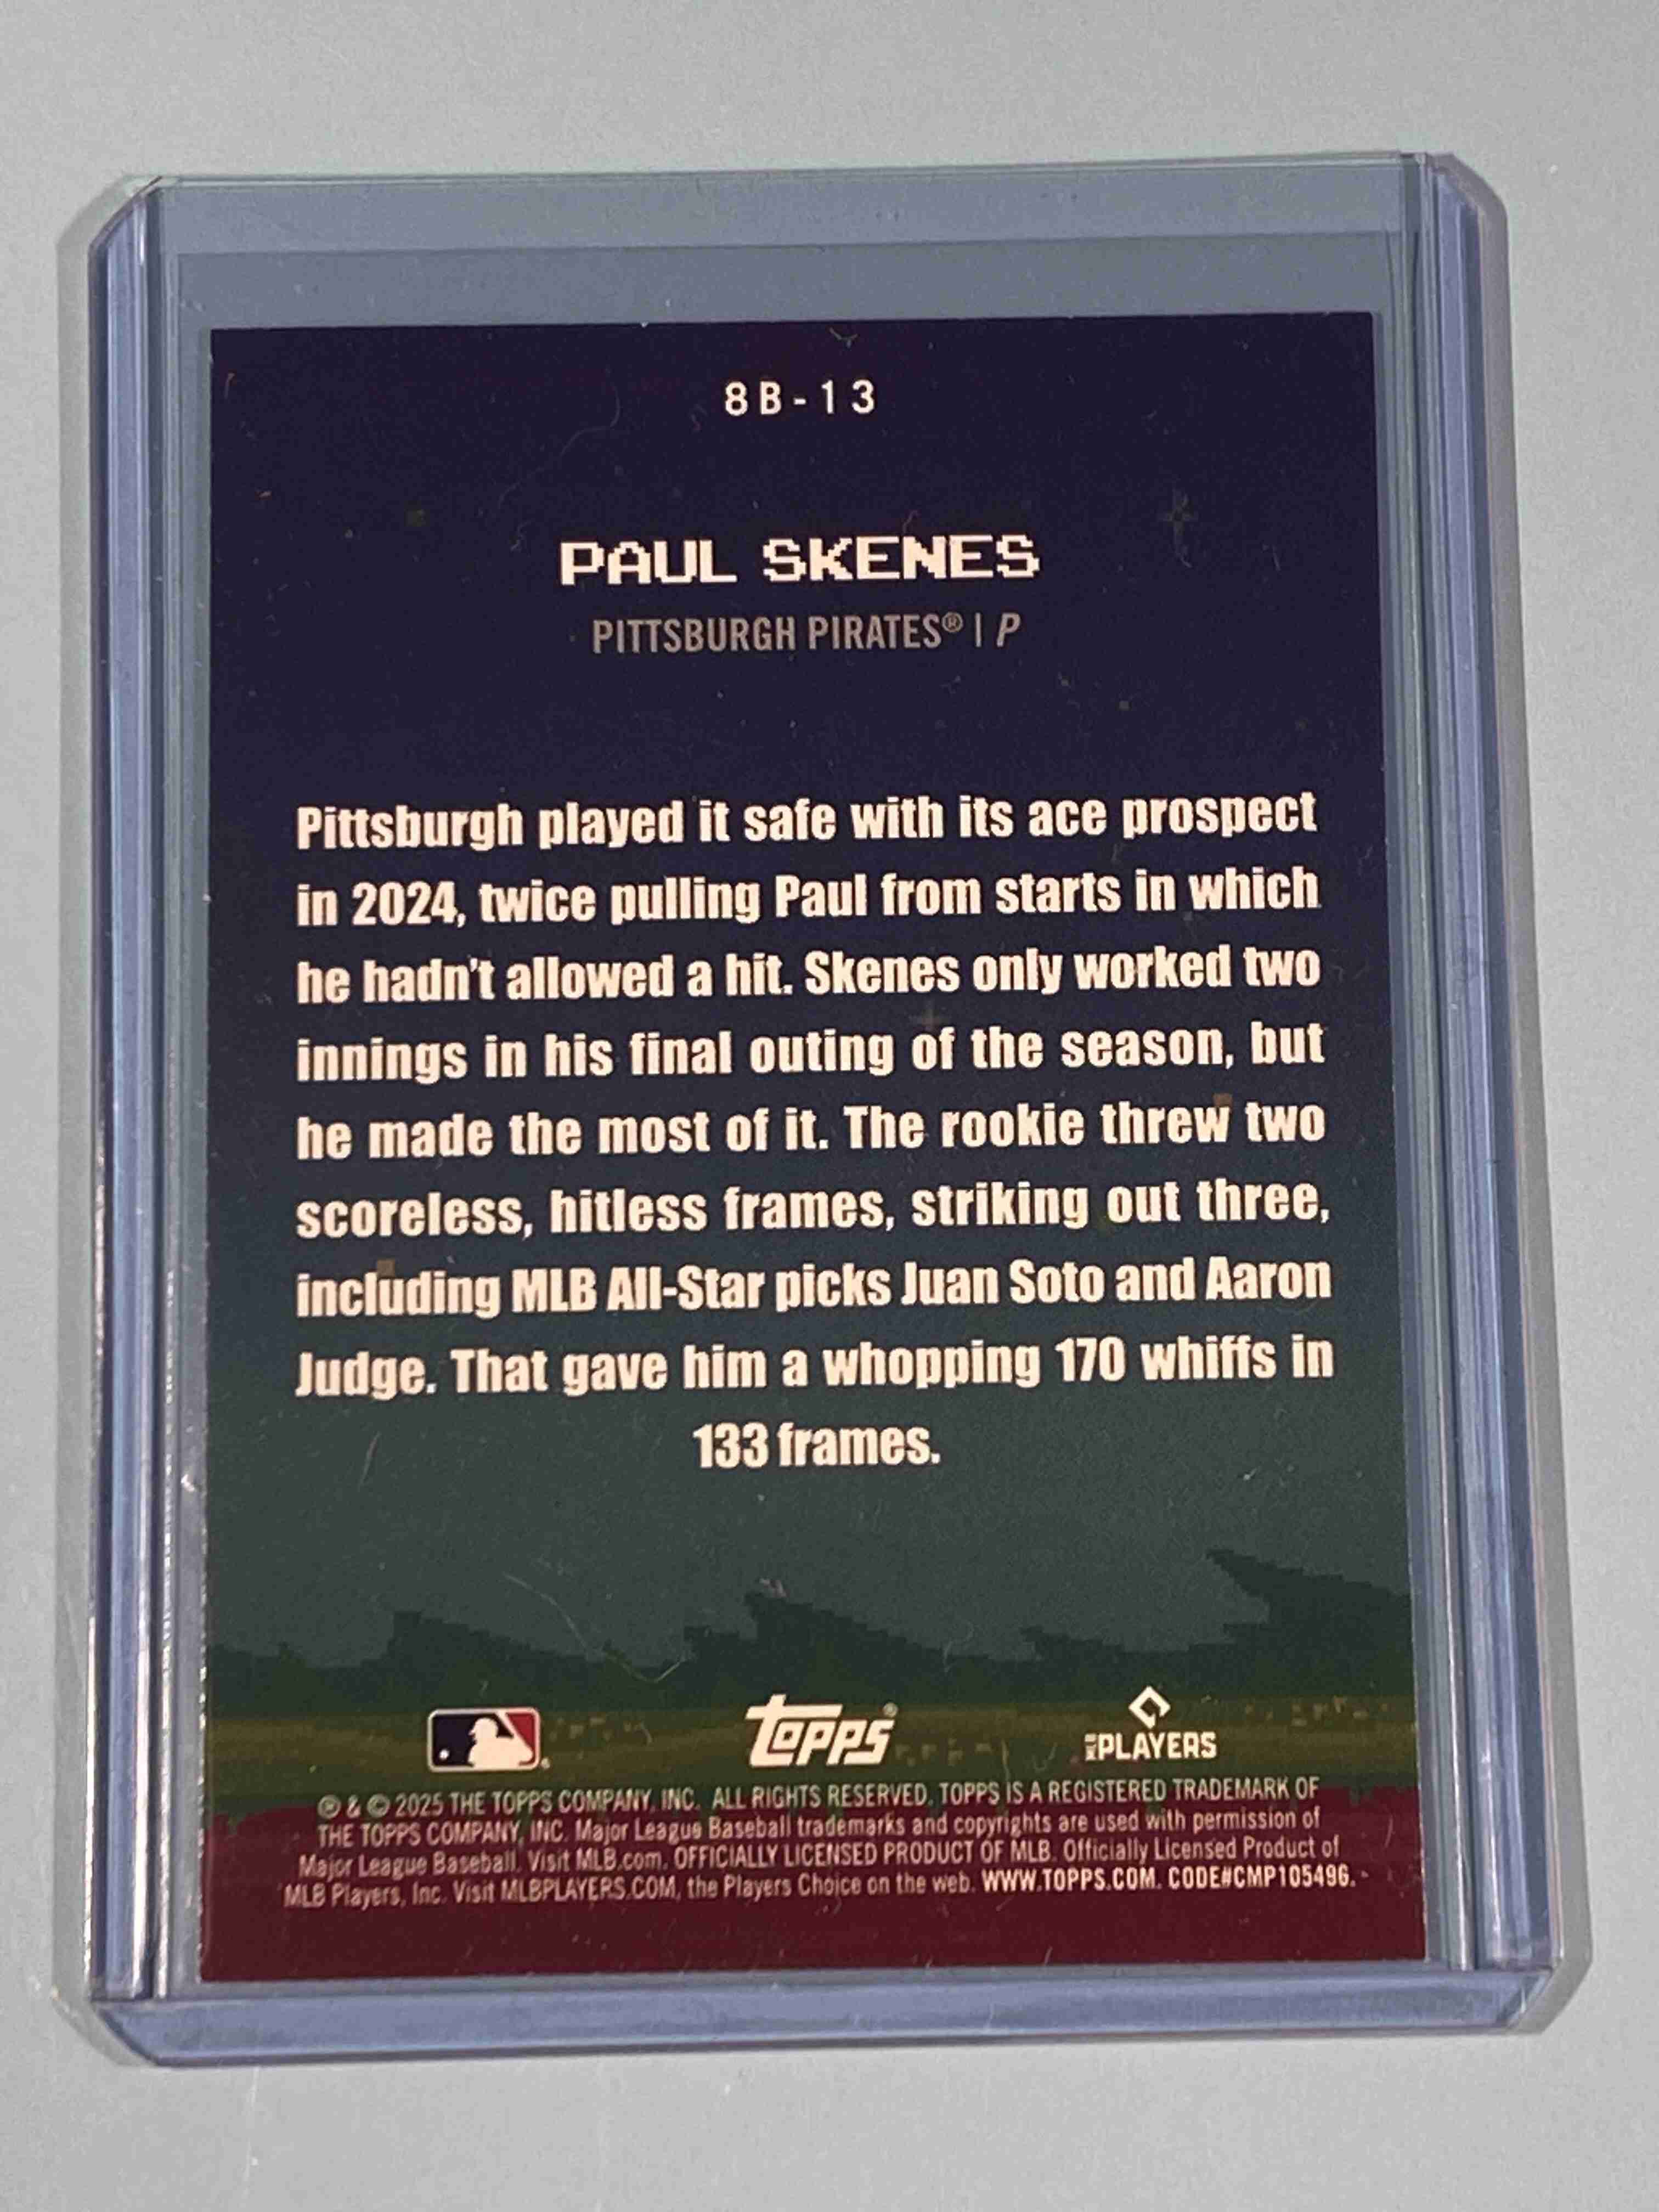 8B-13
PAUL SKENES
PITTSBURGH PIRATES® | P
Pittsburgh played it safe with its ace prospect
in 2024, twice pulling Paul from starts in which
he hadn't allowed a hit. Skenes only worked two
innings in his final outing of the season, but
he made the most of it. The rookie threw two
scoreless, hitless frames, striking out three,
including MLB All-Star picks Juan Soto and Aaron
Judge. That gave him a whopping 170 whiffs in
133 frames.
topps®
PLAYERS
® & © 2025 THE TOPPS COMPANY, INC. ALL RIGHTS RESERVED. TOPPS IS A REGISTERED TRADEMARK OF
THE TOPPS COMPANY, INC. Major League Baseball trademarks and copyrights are used with permission of
Major League Baseball. Visit MLB.com. OFFICIALLY LICENSED PRODUCT OF MLB. Officially Licensed Product of
MLB Players, Inc. Visit MLBPLAYERS.COM, the Players Choice on the web. WWW.TOPPS.COM. CODE#CMP105496.